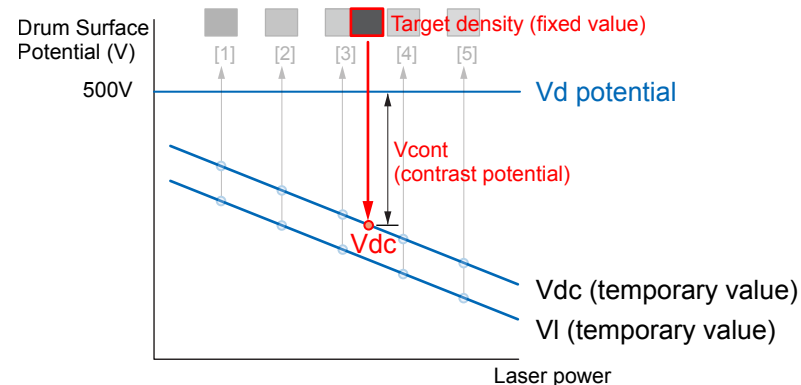 Drum Surface
Potential (V)
Target density (fixed value)
[1]
[2]
[3]
[4]
[5]
500V
Vd potential
Vcont
(contrast potential)
Vdc
Vdc (temporary value)
Vl (temporary value)
Laser power